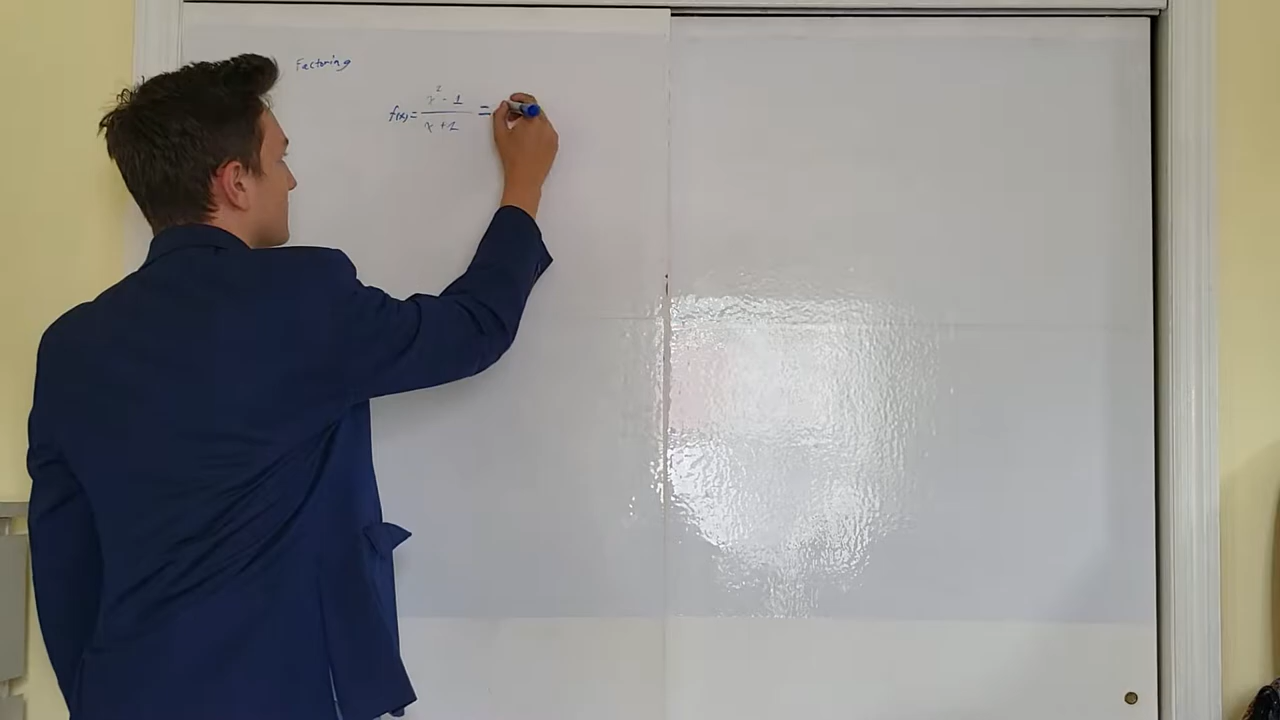 Factoring
f(x) = x² - 1 / x + 1 =